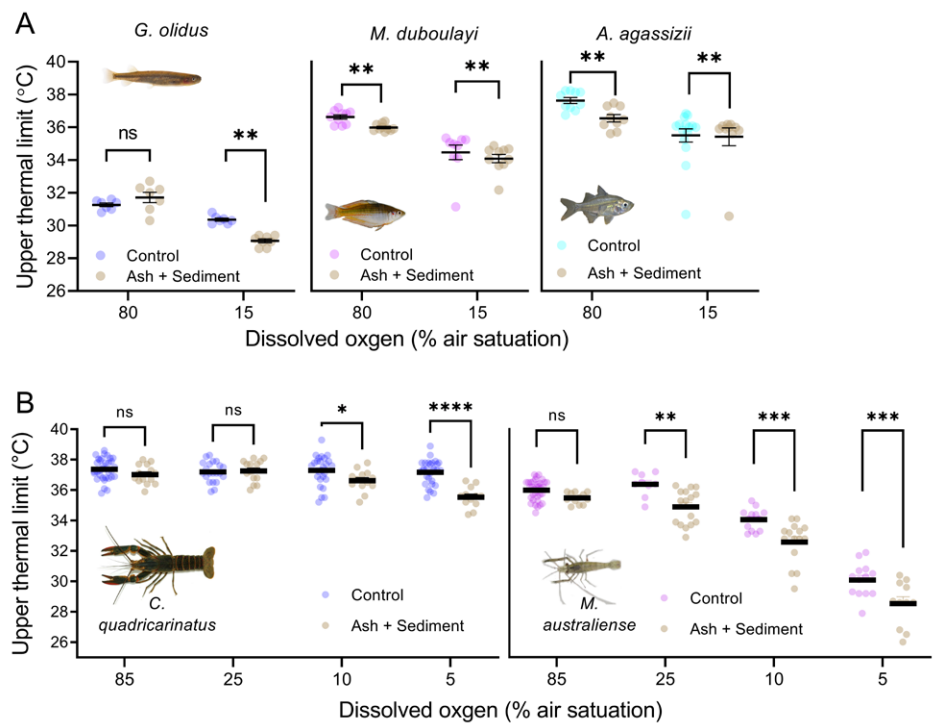 A
G. olidus
M. duboulayi
A. agassizii
Upper thermal limit (°C)
40
38
36
34
32
30
28
26
ns
**
**
**
**
**
Control
Ash + Sediment
Control
Ash + Sediment
Control
Ash + Sediment
80
15
80
15
80
15
Dissolved oxgen (% air satuation)
B
Upper thermal limit (°C)
40
38
36
34
32
30
28
26
ns
ns
*
****
ns
**
***
***
C.
quadricarinatus
Control
Ash + Sediment
M.
australiense
Control
Ash + Sediment
85
25
10
5
85
25
10
5
Dissolved oxgen (% air satuation)